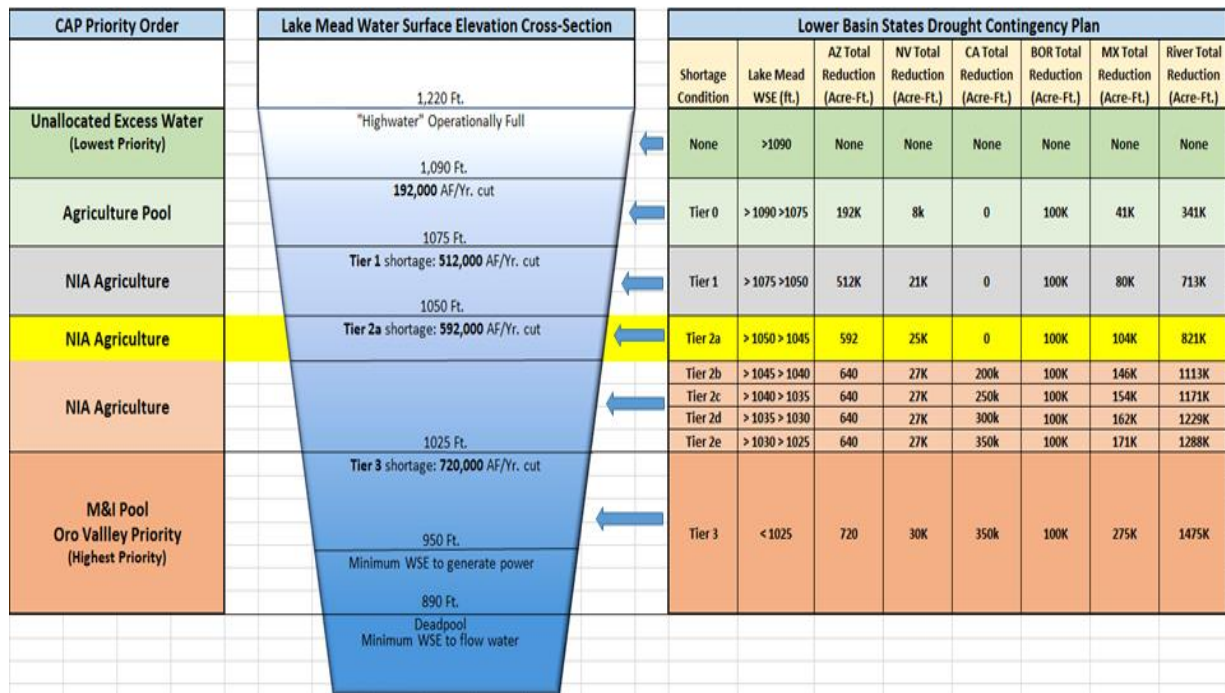 CAP Priority Order
Unallocated Excess Water
(Lowest Priority)
Agriculture Pool
NIA Agriculture
NIA Agriculture
NIA Agriculture
M&I Pool
Oro Vallley Priority
(Highest Priority)
Lake Mead Water Surface Elevation Cross-Section
1,220 Ft.
"Highwater" Operationally Full
1,090 Ft.
192,000 AF/Yr. cut
1075 Ft.
Tier 1 shortage: 512,000 AF/Yr. cut
1050 Ft.
Tier 2a shortage: 592,000 AF/Yr. cut
1025 Ft.
Tier 3 shortage: 720,000 AF/Yr. cut
950 Ft.
Minimum WSE to generate power
890 Ft.
Deadpool
Minimum WSE to flow water
Lower Basin States Drought Contingency Plan
Shortage Condition Lake Mead WSE (ft.) AZ Total Reduction (Acre-Ft.) NV Total Reduction (Acre-Ft.) CA Total Reduction (Acre-Ft.) BOR Total Reduction (Acre-Ft.) MX Total Reduction (Acre-Ft.) River Total Reduction (Acre-Ft.)
None >1090 None None None None None None
Tier 0 > 1090 >1075 192K 8k 0 100K 41K 341K
Tier 1 > 1075 >1050 512K 21K 0 100K 80K 713K
Tier 2a > 1050 > 1045 592 25K 0 100K 104K 821K
Tier 2b > 1045 > 1040 640 27K 200k 100K 146K 1113K
Tier 2c > 1040 > 1035 640 27K 250k 100K 154K 1171K
Tier 2d > 1035 > 1030 640 27K 300k 100K 162K 1229K
Tier 2e > 1030 > 1025 640 27K 350k 100K 171K 1288K
Tier 3 < 1025 720 30K 350k 100K 275K 1475K